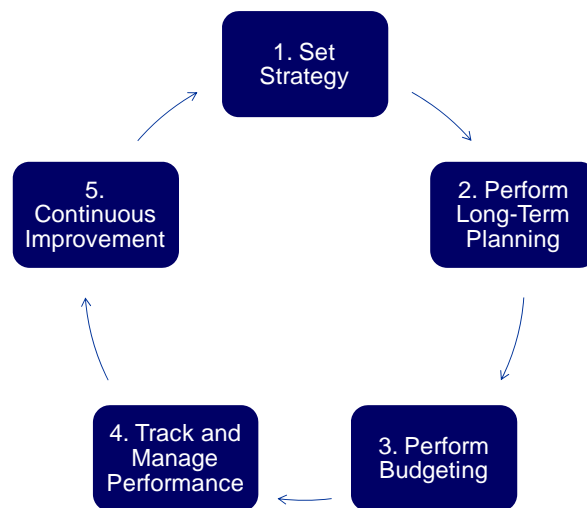 1. Set
Strategy
2. Perform
Long-Term
Planning
3. Perform
Budgeting
4. Track and
Manage
Performance
5.
Continuous
Improvement